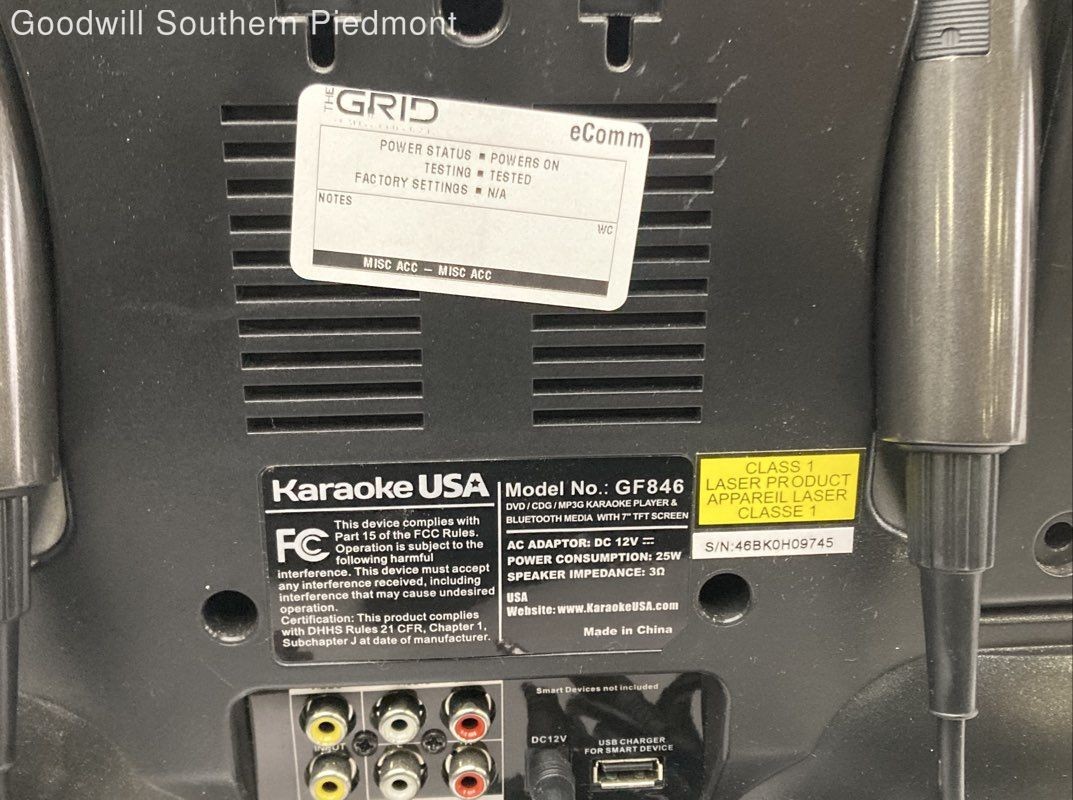 Goodwill Southern Piedmont
THE GRID
eComm
POWER STATUS ▪ POWERS ON
TESTING ▪ TESTED
FACTORY SETTINGS ▪ N/A
NOTES
WC
MISC ACC – MISC ACC
Karaoke USA
FC
This device complies with
Part 15 of the FCC Rules.
Operation is subject to the
following harmful
interference. This device must accept
any interference received, including
interference that may cause undesired
operation.
Certification: This product complies
with DHHS Rules 21 CFR, Chapter 1,
Subchapter J at date of manufacturer.
Model No.: GF846
DVD / CDG / MP3G KARAOKE PLAYER &
BLUETOOTH MEDIA WITH 7" TFT SCREEN
AC ADAPTOR: DC 12V ⎓
POWER CONSUMPTION: 25W
SPEAKER IMPEDANCE: 3Ω
USA
Website: www.KaraokeUSA.com
Made in China
CLASS 1
LASER PRODUCT
APPAREIL LASER
CLASSE 1
S/N:46BK0H09745
Smart Devices not included
INPUT
DC12V
USB CHARGER
FOR SMART DEVICE